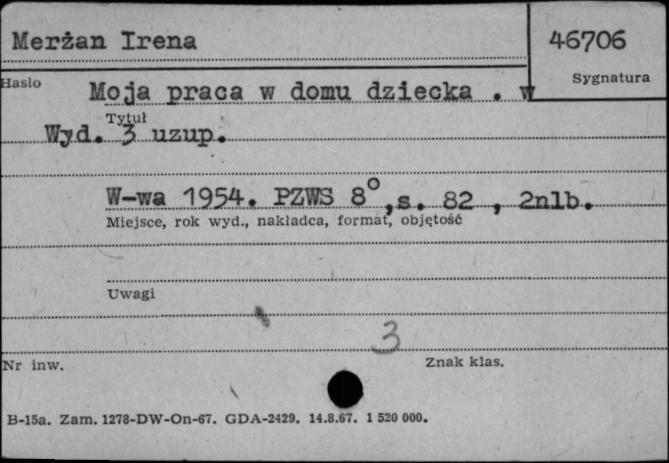 Merżan Irena
46706
Hasło
Sygnatura
Moja praca w domu dziecka . w
Tytuł
Wyd. 3 uzup.
W-wa 1954. PZWS 8°,s. 82 , 2nlb.
Miejsce, rok wyd., nakładca, format, objętość
Uwagi
3
Nr inw.
Znak klas.
B-15a. Zam. 1278-DW-On-67. GDA-2429. 14.8.67. 1 520 000.